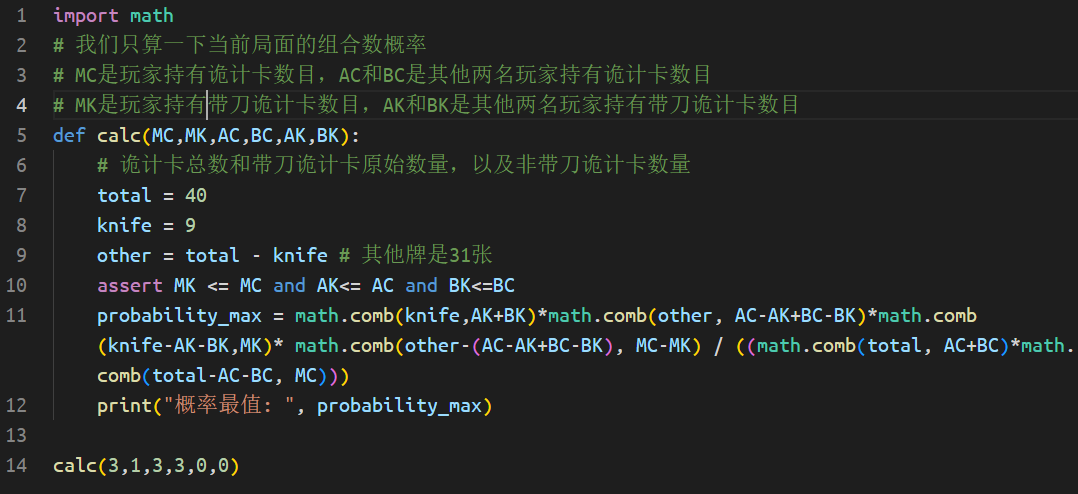 1 import math
2 # 我们只算一下当前局面的组合数概率
3 # MC是玩家持有诡计卡数目，AC和BC是其他两名玩家持有诡计卡数目
4 # MK是玩家持有带刀诡计卡数目，AK和BK是其他两名玩家持有带刀诡计卡数目
5 def calc(MC,MK,AC,BC,AK,BK):
6 # 诡计卡总数和带刀诡计卡原始数量，以及非带刀诡计卡数量
7 total = 40
8 knife = 9
9 other = total - knife # 其他牌是31张
10 assert MK <= MC and AK<= AC and BK<=BC
11 probability_max = math.comb(knife,AK+BK)*math.comb(other, AC-AK+BC-BK)*math.comb
(knife-AK-BK,MK)* math.comb(other-(AC-AK+BC-BK), MC-MK) / ((math.comb(total, AC+BC)*math.
comb(total-AC-BC, MC)))
12 print("概率最值: ", probability_max)
13
14 calc(3,1,3,3,0,0)